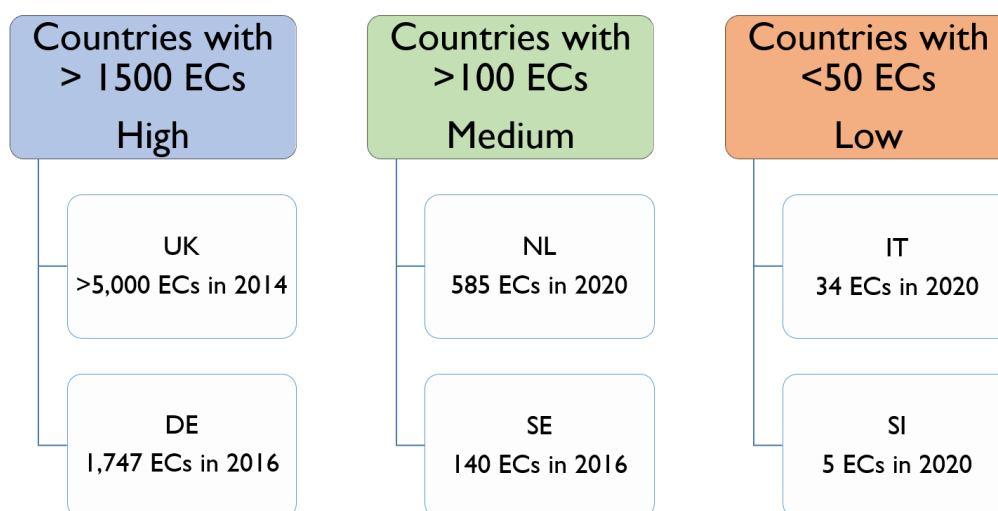 Countries with
> 1500 ECs
High
UK
>5,000 ECs in 2014
DE
1,747 ECs in 2016
Countries with
>100 ECs
Medium
NL
585 ECs in 2020
SE
140 ECs in 2016
Countries with
<50 ECs
Low
IT
34 ECs in 2020
SI
5 ECs in 2020